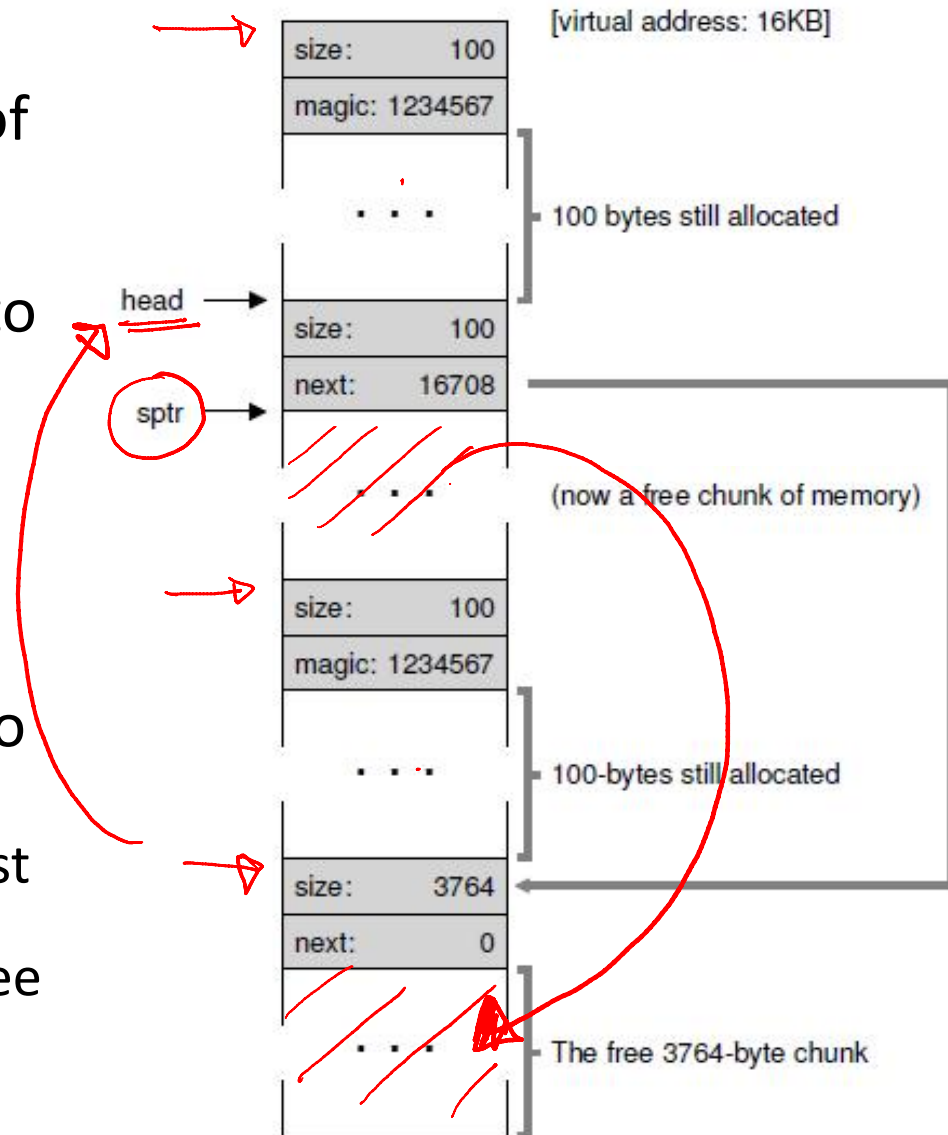 [virtual address: 16KB]
size: 100
of
magic: 1234567
. . .
100 bytes still allocated
head
to
size: 100
next: 16708
sptr
. . .
(now a free chunk of memory)
size: 100
magic: 1234567
. . .
100-bytes still allocated
size: 3764
next: 0
. . .
The free 3764-byte chunk